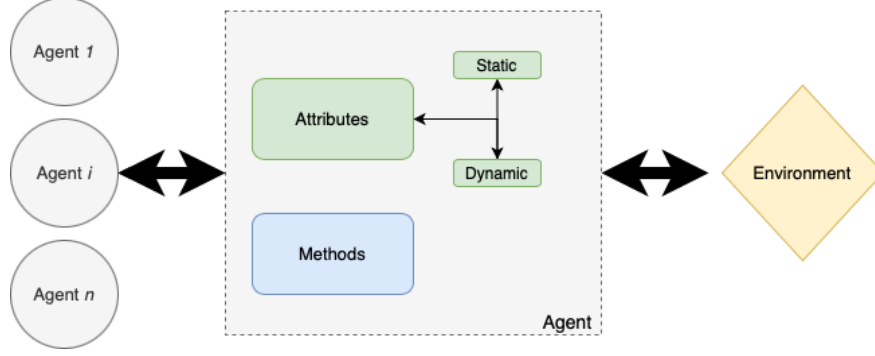 Agent 1
Static
Attributes
Agent i
Dynamic
Environment
Methods
Agent n
Agent